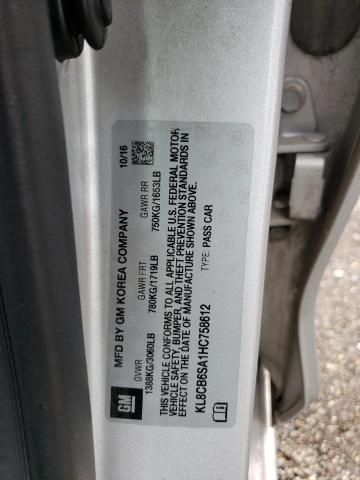 MFD BY GM KOREA COMPANY 10/16
GVWR GAWR FRT GAWR RR
1388KG/3060LB 780KG/1719LB 750KG/1653LB
THIS VEHICLE CONFORMS TO ALL APPLICABLE U.S. FEDERAL MOTOR
VEHICLE SAFETY, BUMPER, AND THEFT PREVENTION STANDARDS IN
EFFECT ON THE DATE OF MANUFACTURE SHOWN ABOVE.
TYPE: PASS CAR
KL8CB6SA1HC758612
GM